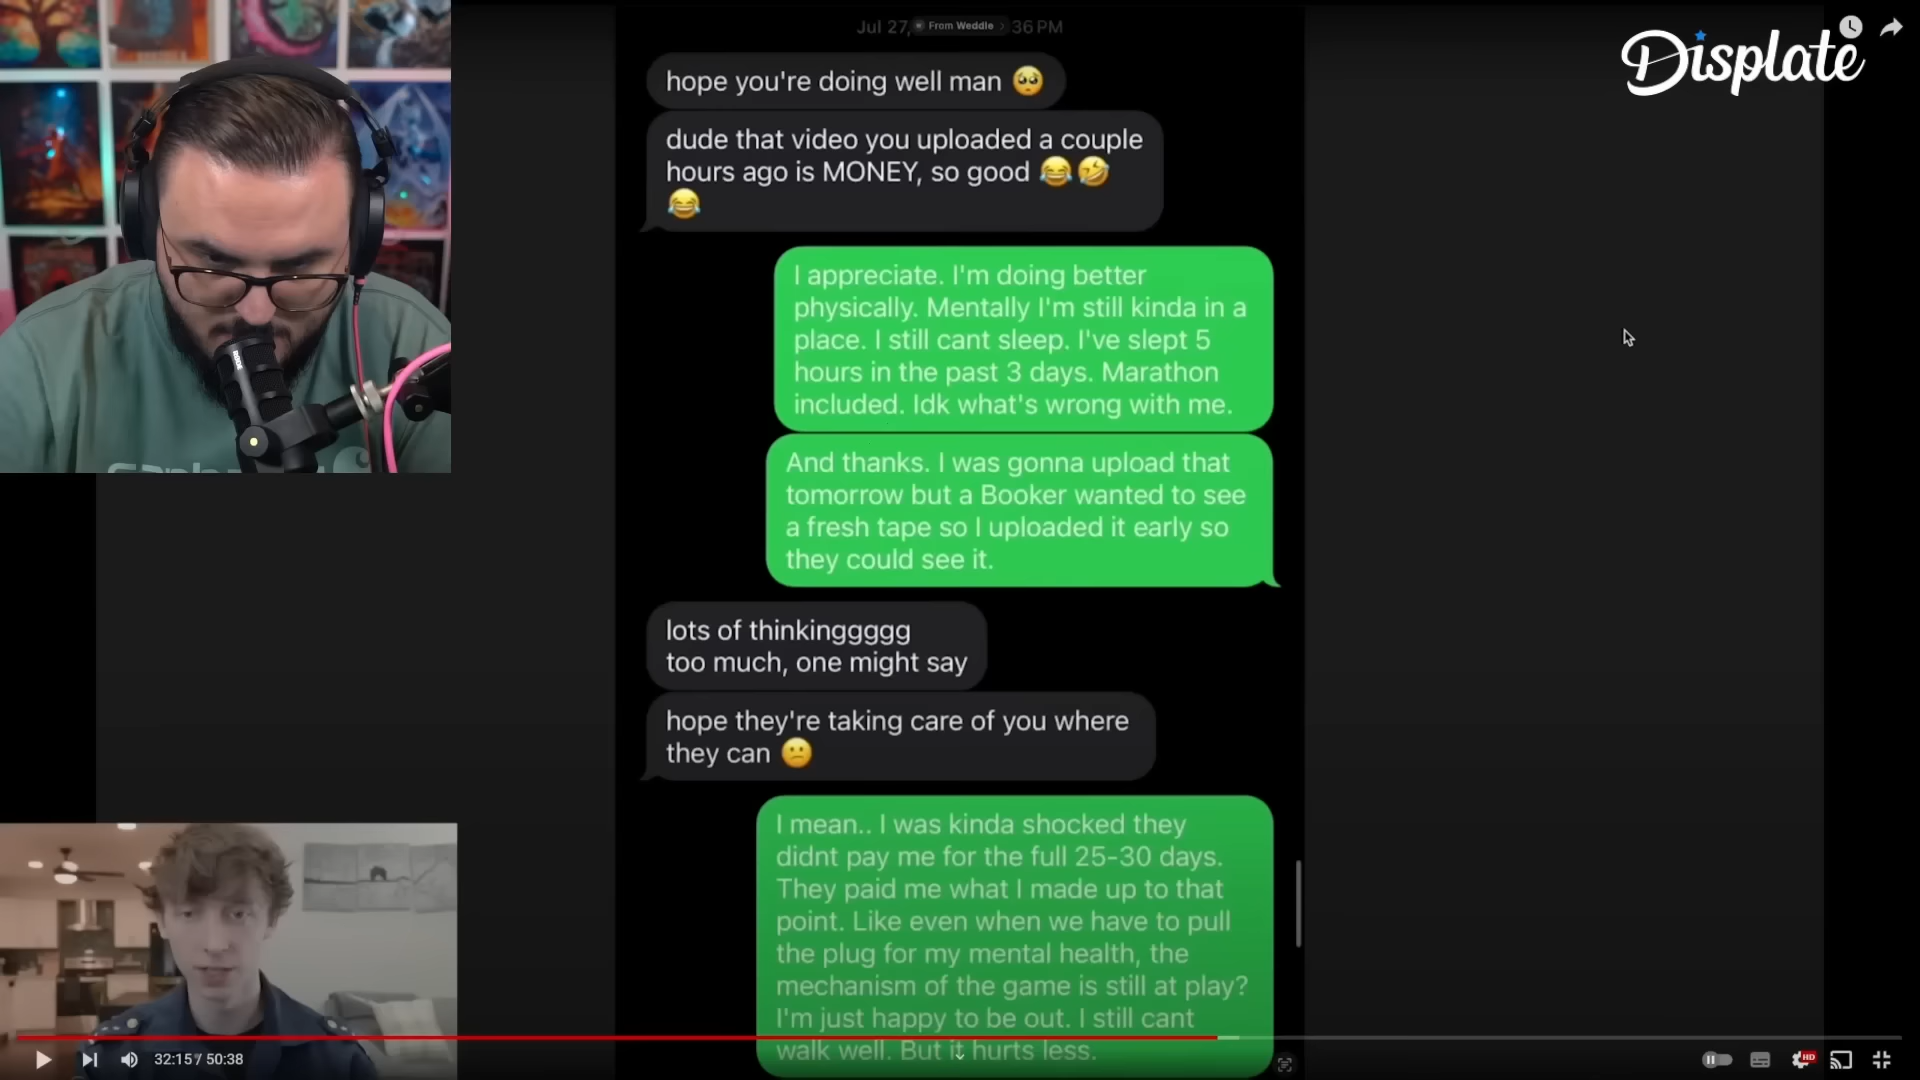 Jul 27, From Weddle > 36 PM
Displate
hope you're doing well man 🥺
dude that video you uploaded a couple
hours ago is MONEY, so good 😂🤣
😂
I appreciate. I'm doing better
physically. Mentally I'm still kinda in a
place. I still cant sleep. I've slept 5
hours in the past 3 days. Marathon
included. Idk what's wrong with me.
And thanks. I was gonna upload that
tomorrow but a Booker wanted to see
a fresh tape so I uploaded it early so
they could see it.
lots of thinkinggggg
too much, one might say
hope they're taking care of you where
they can 😕
I mean.. I was kinda shocked they
didnt pay me for the full 25-30 days.
They paid me what I made up to that
point. Like even when we have to pull
the plug for my mental health, the
mechanism of the game is still at play?
I'm just happy to be out. I still cant
walk well. But it hurts less.
32:15 / 50:38
HD